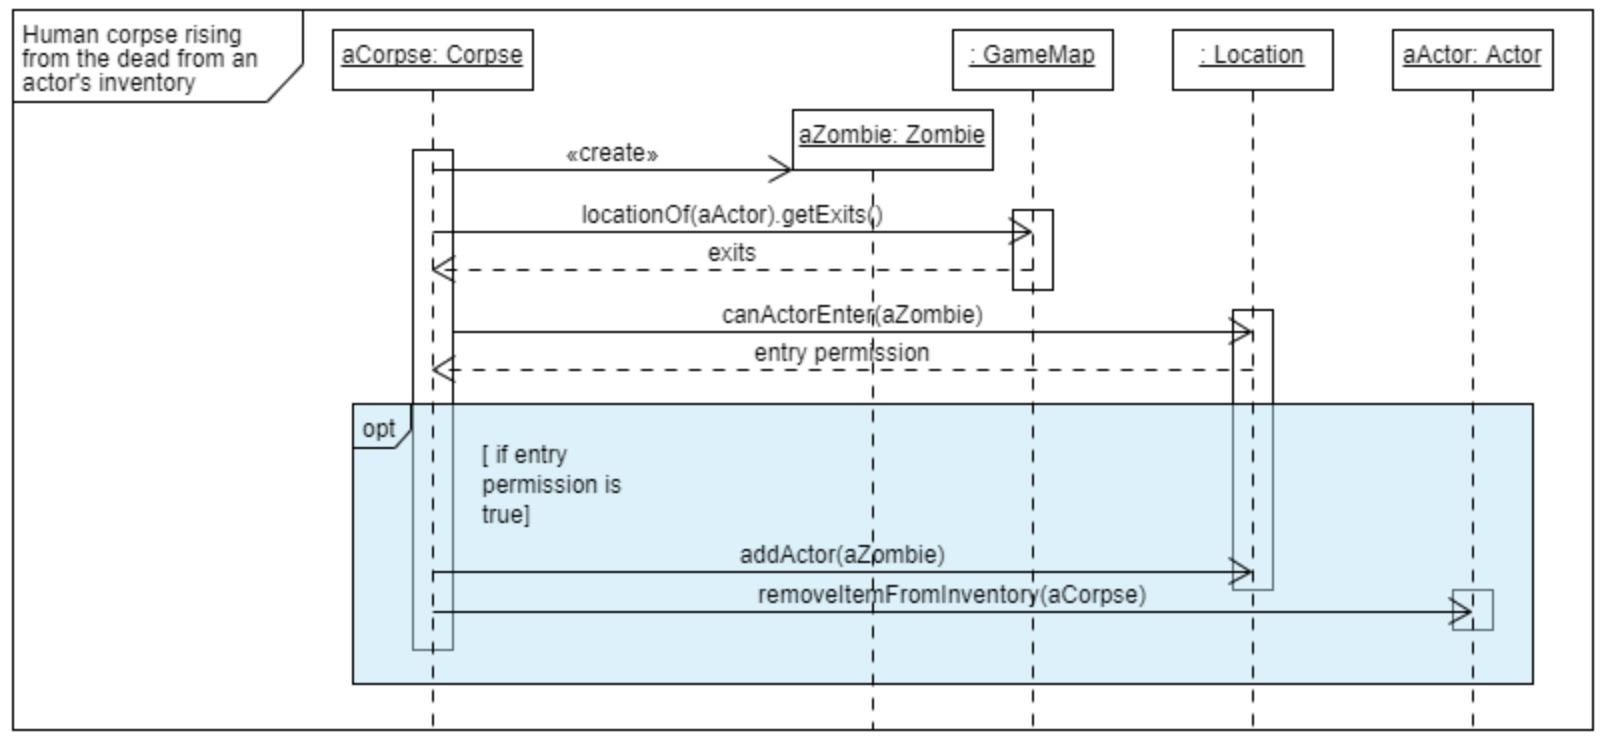 Human corpse rising
from the dead from an
actor's inventory
aCorpse: Corpse
: GameMap
: Location
aActor: Actor
aZombie: Zombie
«create»
locationOf(aActor).getExits()
exits
canActorEnter(aZombie)
entry permission
opt
[ if entry
permission is
true]
addActor(aZombie)
removeItemFromInventory(aCorpse)